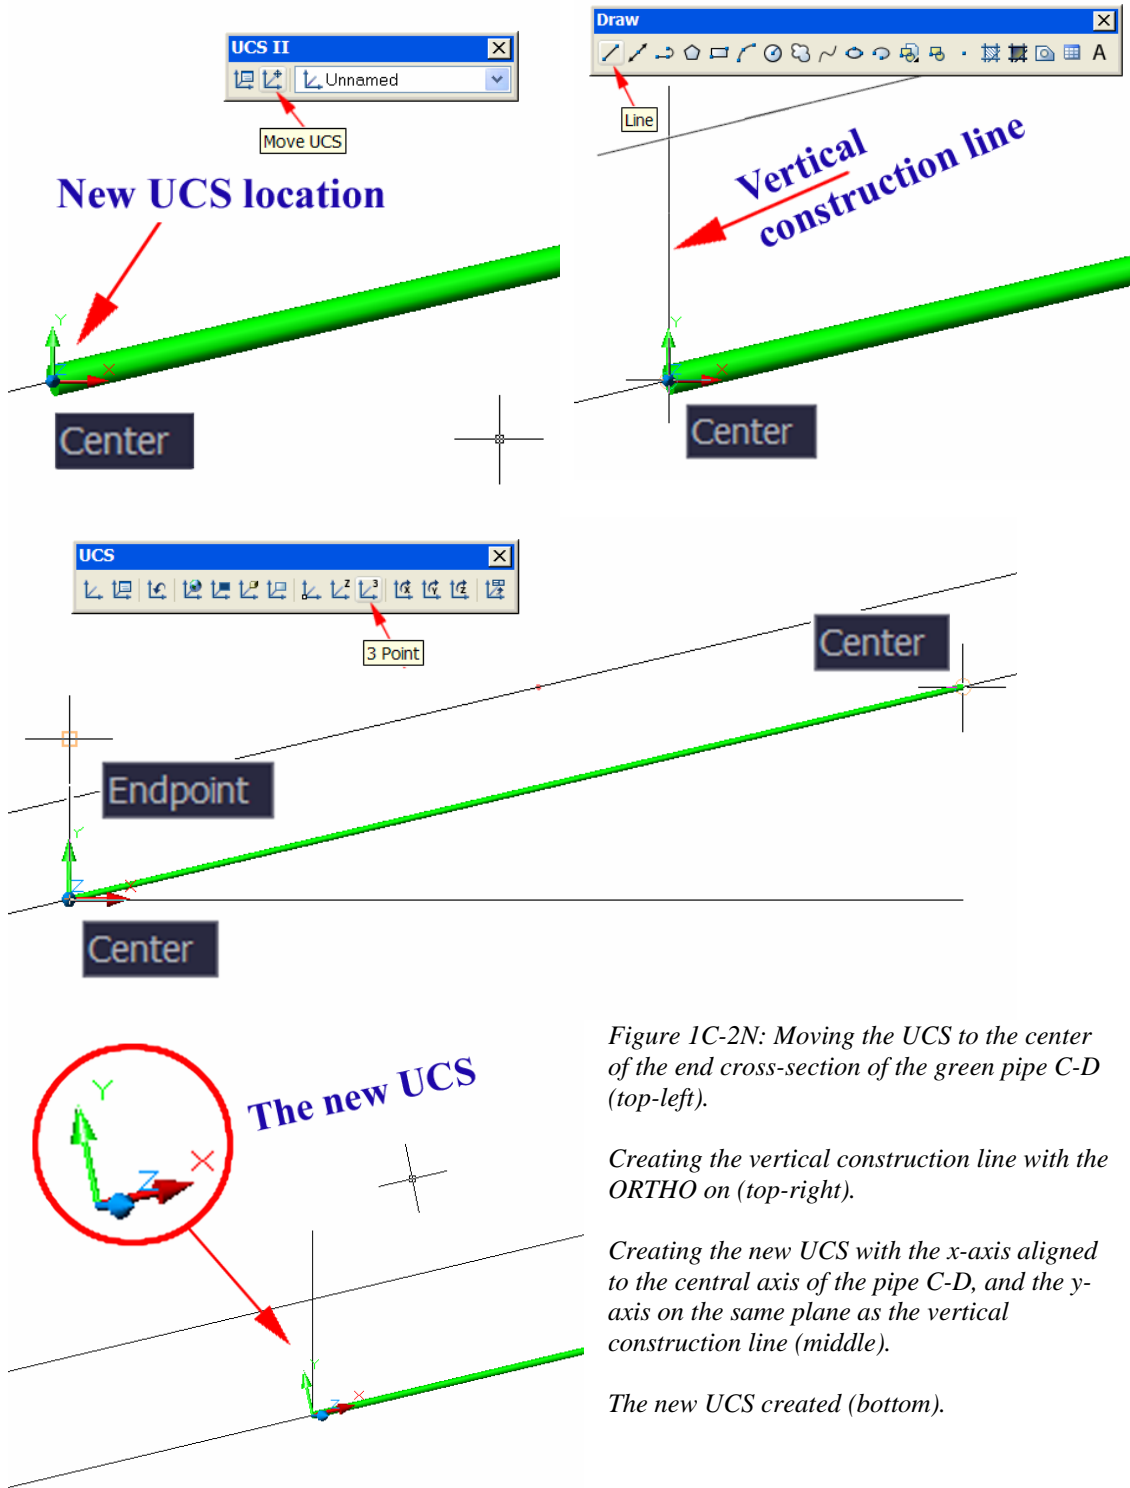 UCS II
Unnamed
Move UCS
New UCS location
Y
Z
X
Center
Draw
A
Line
Vertical
construction line
Y
Z
X
Center
UCS
Z
3
X
Y
Z
3 Point
Center
Endpoint
Y
Z
X
Center
The new UCS
Y
Z
X
Y
X
Figure 1C-2N: Moving the UCS to the center
of the end cross-section of the green pipe C-D
(top-left).
Creating the vertical construction line with the
ORTHO on (top-right).
Creating the new UCS with the x-axis aligned
to the central axis of the pipe C-D, and the y-
axis on the same plane as the vertical
construction line (middle).
The new UCS created (bottom).